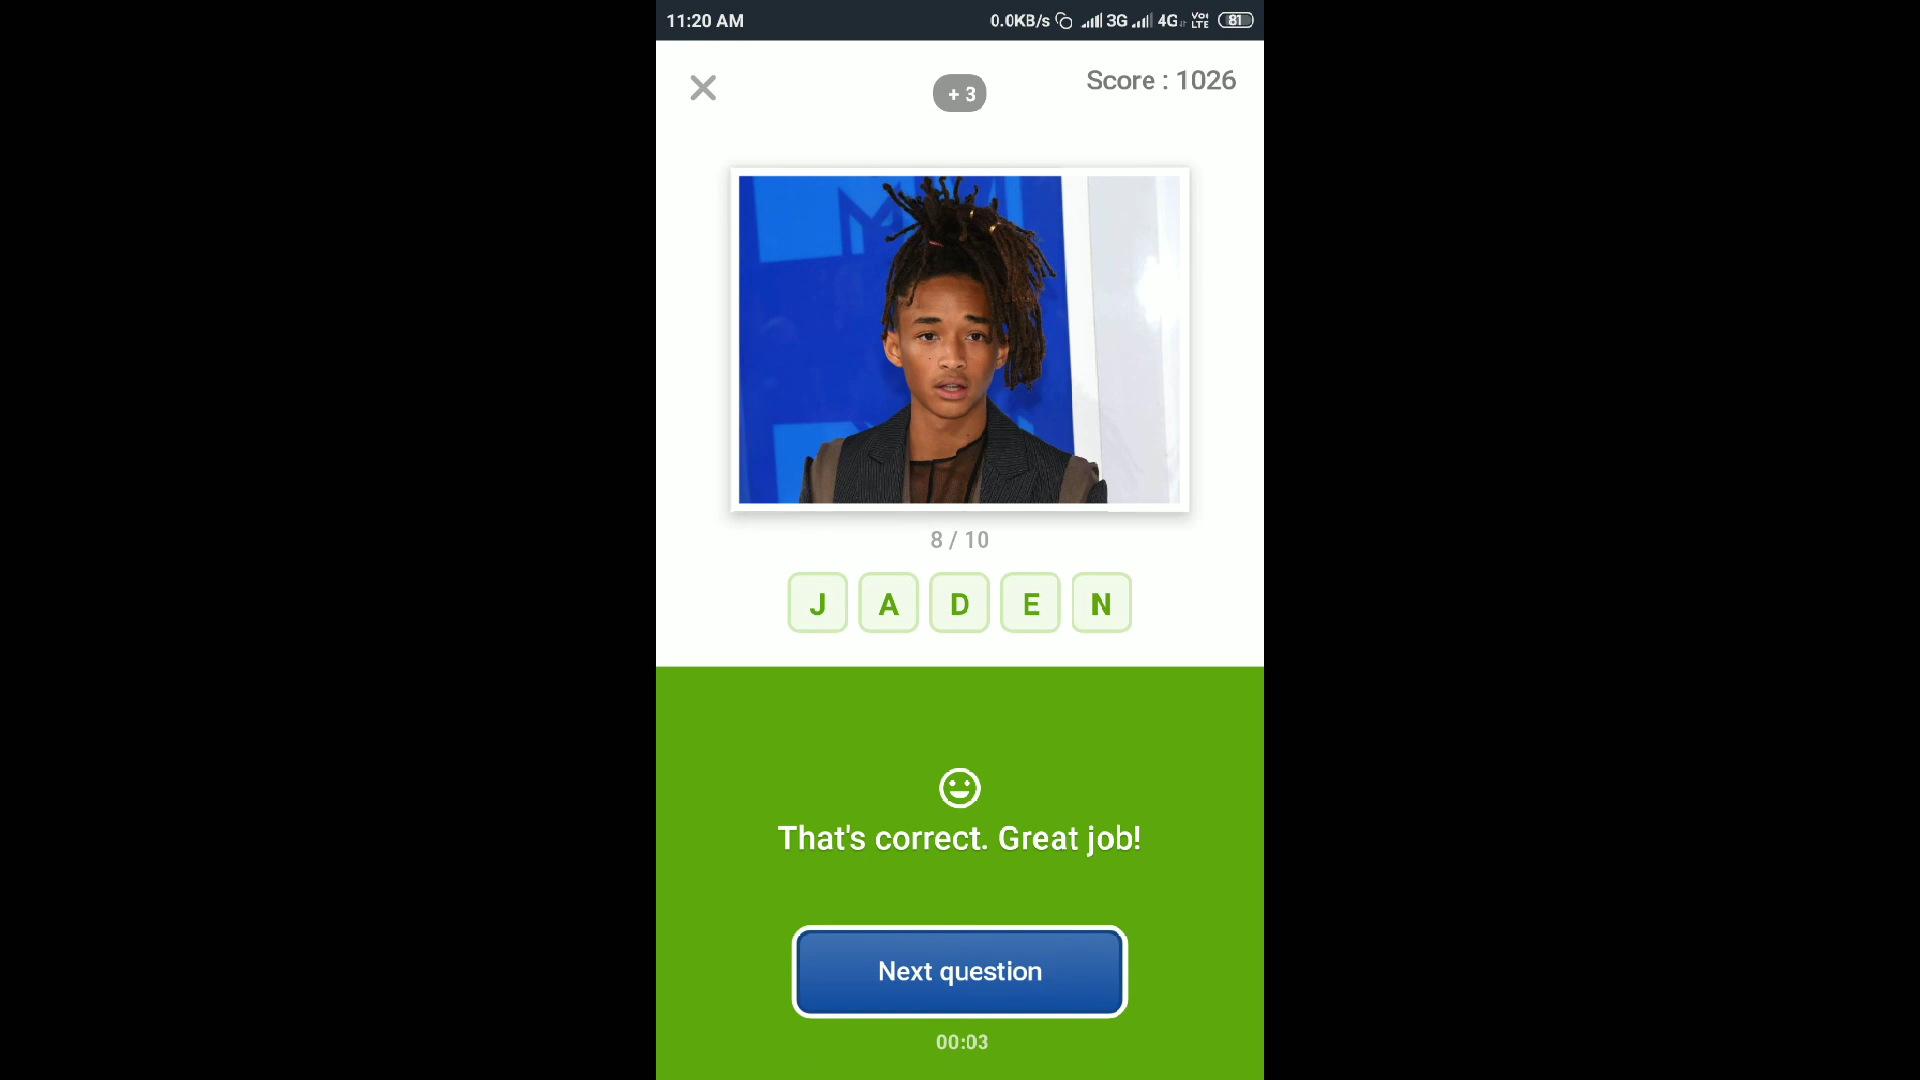 11:20 AM 0.0KB/s 3G 4G VoLTE 81
+ 3 Score : 1026
8 / 10
J A D E N
That's correct. Great job!
Next question
00:03